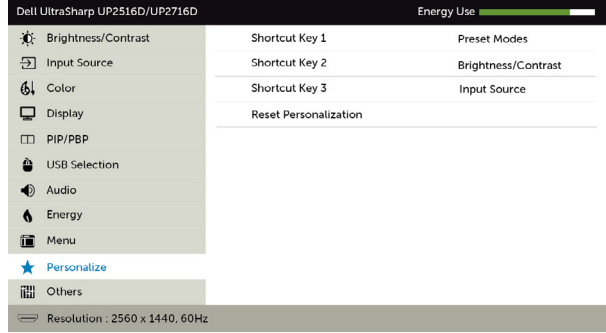 Dell UltraSharp UP2516D/UP2716D Energy Use
Brightness/Contrast Shortcut Key 1 Preset Modes
Input Source Shortcut Key 2 Brightness/Contrast
Color Shortcut Key 3 Input Source
Display Reset Personalization
PIP/PBP
USB Selection
Audio
Energy
Menu
Personalize
Others
Resolution : 2560 x 1440, 60Hz